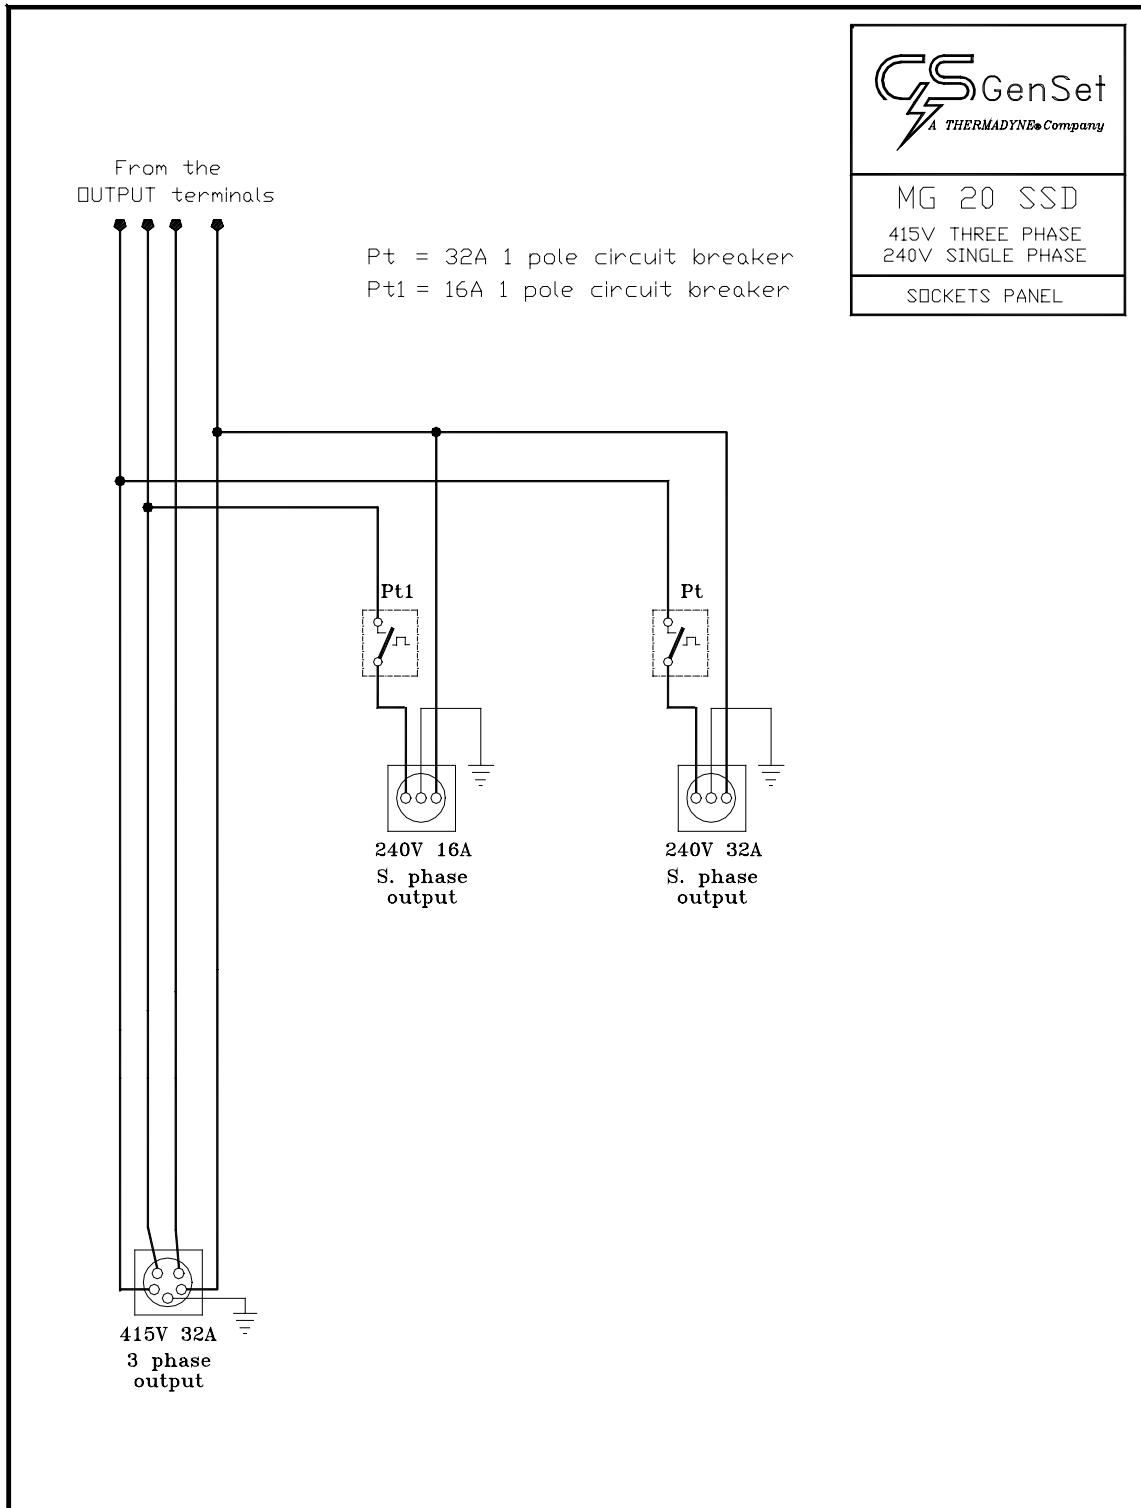 GS GenSet
A THERMADYNE® Company
MG 20 SSD
415V THREE PHASE
240V SINGLE PHASE
SOCKETS PANEL
From the
OUTPUT terminals
Pt = 32A 1 pole circuit breaker
Pt1 = 16A 1 pole circuit breaker
Pt1
Pt
240V 16A
S. phase
output
240V 32A
S. phase
output
415V 32A
3 phase
output